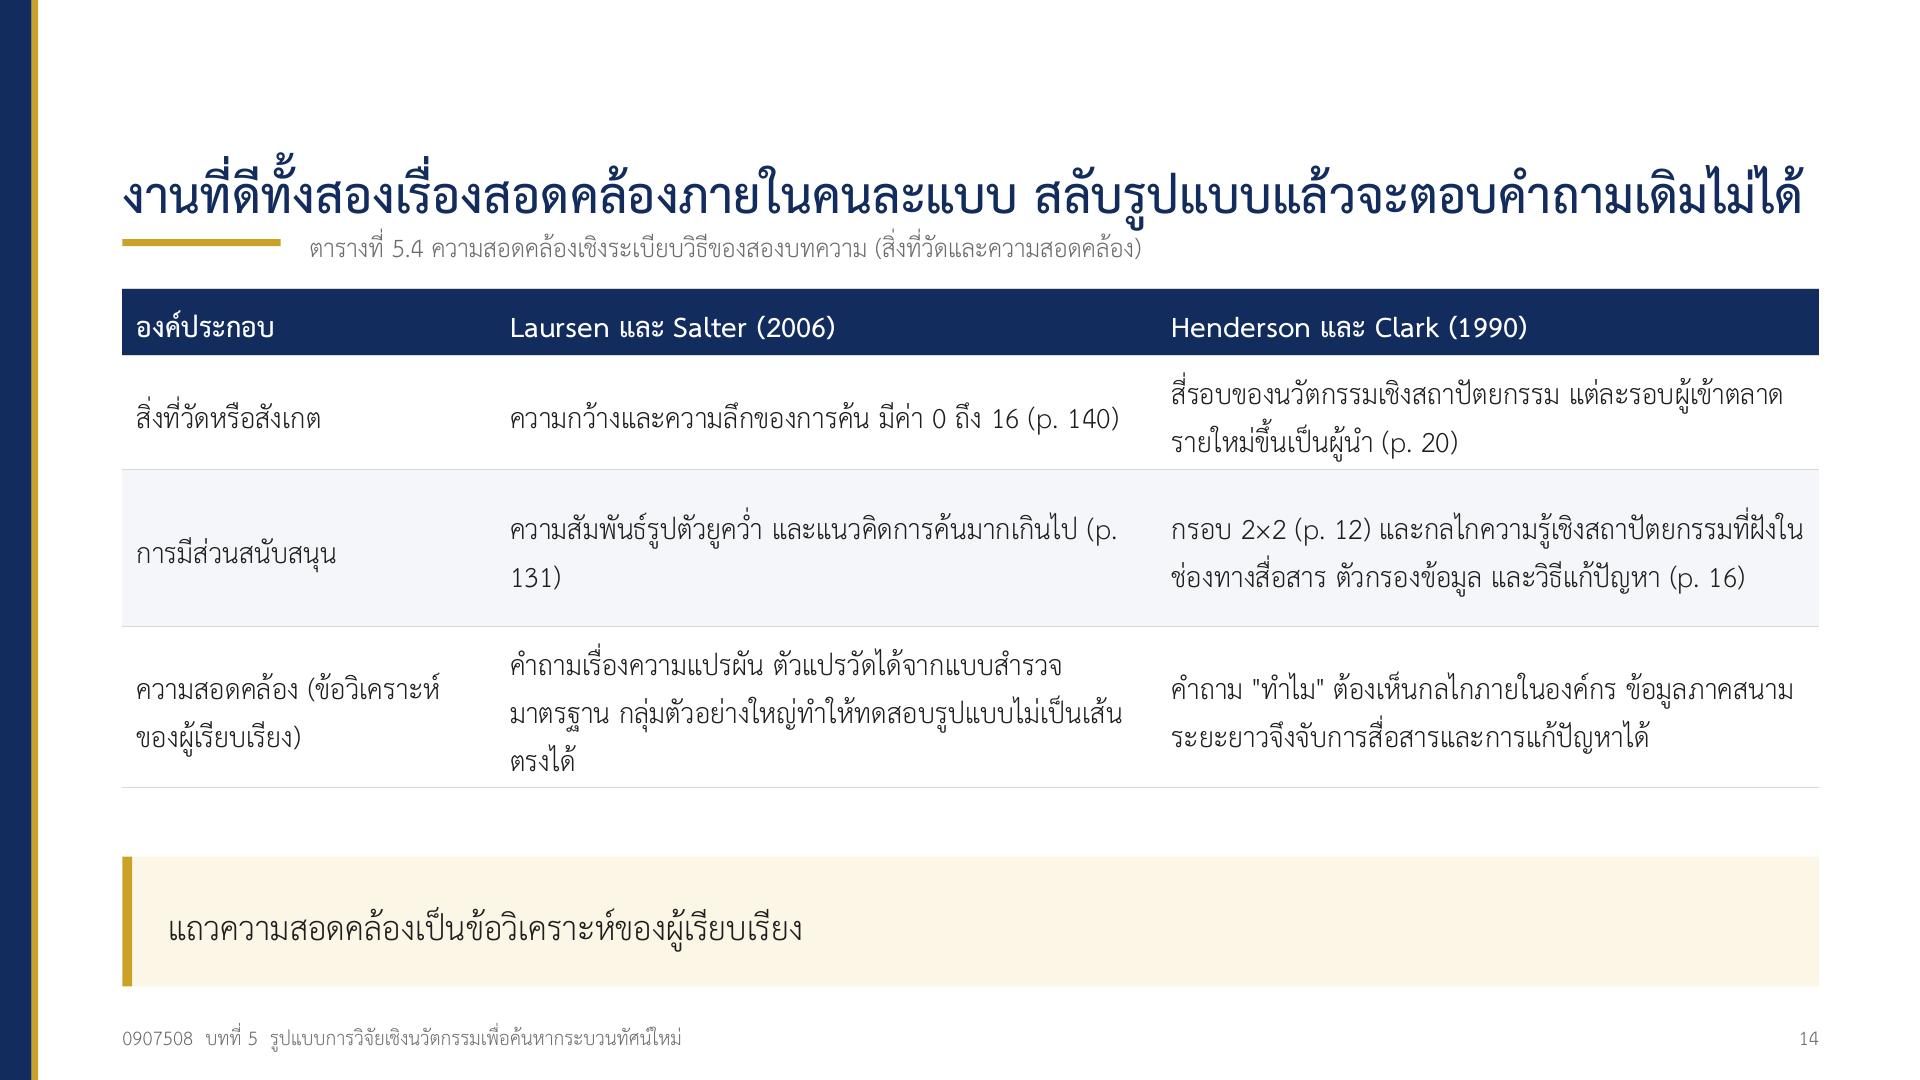 งานที่ดีทั้งสองเรื่องสอดคล้องภายในคนละแบบ สลับรูปแบบแล้วจะตอบคำถามเดิมไม่ได้
ตารางที่ 5.4 ความสอดคล้องเชิงระเบียบวิธีของสองบทความ (สิ่งที่วัดและความสอดคล้อง)
องค์ประกอบ
Laursen และ Salter (2006)
Henderson และ Clark (1990)
สิ่งที่วัดหรือสังเกต
ความกว้างและความลึกของการค้น มีค่า 0 ถึง 16 (p. 140)
สี่รอบของนวัตกรรมเชิงสถาปัตยกรรม แต่ละรอบผู้เข้าตลาด
รายใหม่ขึ้นเป็นผู้นำ (p. 20)
การมีส่วนสนับสนุน
ความสัมพันธ์รูปตัวยูคว่ำ และแนวคิดการค้นมากเกินไป (p.
131)
กรอบ 2×2 (p. 12) และกลไกความรู้เชิงสถาปัตยกรรมที่ฝังใน
ช่องทางสื่อสาร ตัวกรองข้อมูล และวิธีแก้ปัญหา (p. 16)
ความสอดคล้อง (ข้อวิเคราะห์
ของผู้เรียบเรียง)
คำถามเรื่องความแปรผัน ตัวแปรวัดได้จากแบบสำรวจ
มาตรฐาน กลุ่มตัวอย่างใหญ่ทำให้ทดสอบรูปแบบไม่เป็นเส้น
ตรงได้
คำถาม "ทำไม" ต้องเห็นกลไกภายในองค์กร ข้อมูลภาคสนาม
ระยะยาวจึงจับการสื่อสารและการแก้ปัญหาได้
แถวความสอดคล้องเป็นข้อวิเคราะห์ของผู้เรียบเรียง
0907508 บทที่ 5 รูปแบบการวิจัยเชิงนวัตกรรมเพื่อค้นหากระบวนทัศน์ใหม่
14